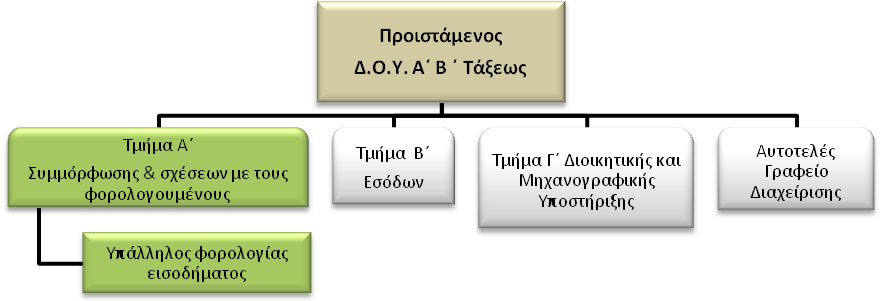 Προιστάμενος
Δ.Ο.Υ. Α΄ Β ΄ Τάξεως
Τμήμα Α΄
Συμμόρφωσης & σχέσεων με τους
φορολογουμένους
Τμήμα Β΄
Εσόδων
Τμήμα Γ΄ Διοικητικής και
Μηχανογραφικής
Υποστήριξης
Αυτοτελές
Γραφείο
Διαχείρισης
Υπάλληλος φορολογίας
εισοδήματος